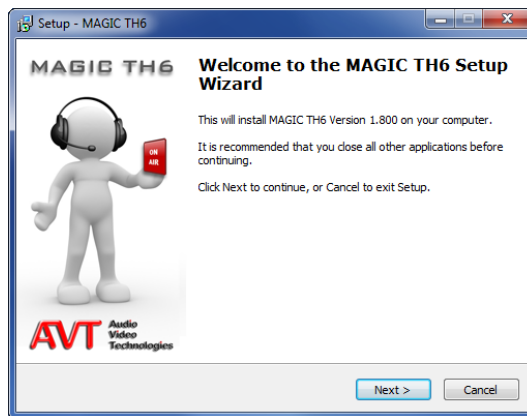 Setup - MAGIC TH6
MAGIC TH6
ON
AIR
AVT Audio
Video
Technologies
Welcome to the MAGIC TH6 Setup
Wizard
This will install MAGIC TH6 Version 1.800 on your computer.
It is recommended that you close all other applications before
continuing.
Click Next to continue, or Cancel to exit Setup.
Next >
Cancel